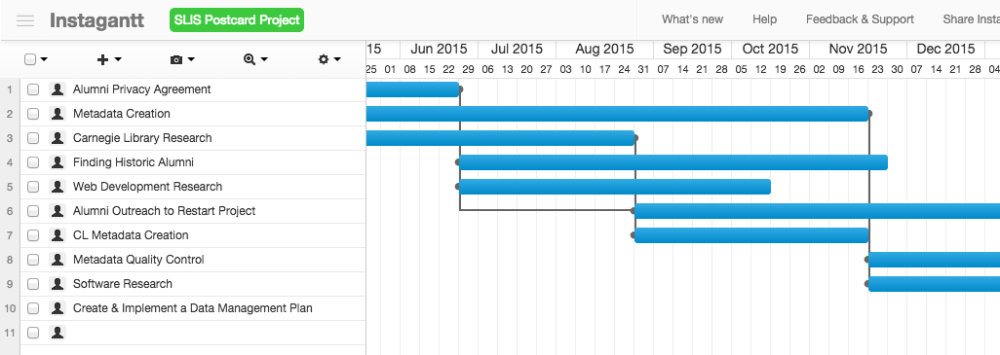 Instagantt SLIS Postcard Project What's new Help Feedback & Support Share Insta
15 Jun 2015 Jul 2015 Aug 2015 Sep 2015 Oct 2015 Nov 2015 Dec 2015
25 01 08 15 22 29 06 13 20 27 03 10 17 24 31 07 14 21 28 05 12 19 26 02 09 16 23 30 07 14 21 28 04
1 Alumni Privacy Agreement
2 Metadata Creation
3 Carnegie Library Research
4 Finding Historic Alumni
5 Web Development Research
6 Alumni Outreach to Restart Project
7 CL Metadata Creation
8 Metadata Quality Control
9 Software Research
10 Create & Implement a Data Management Plan
11